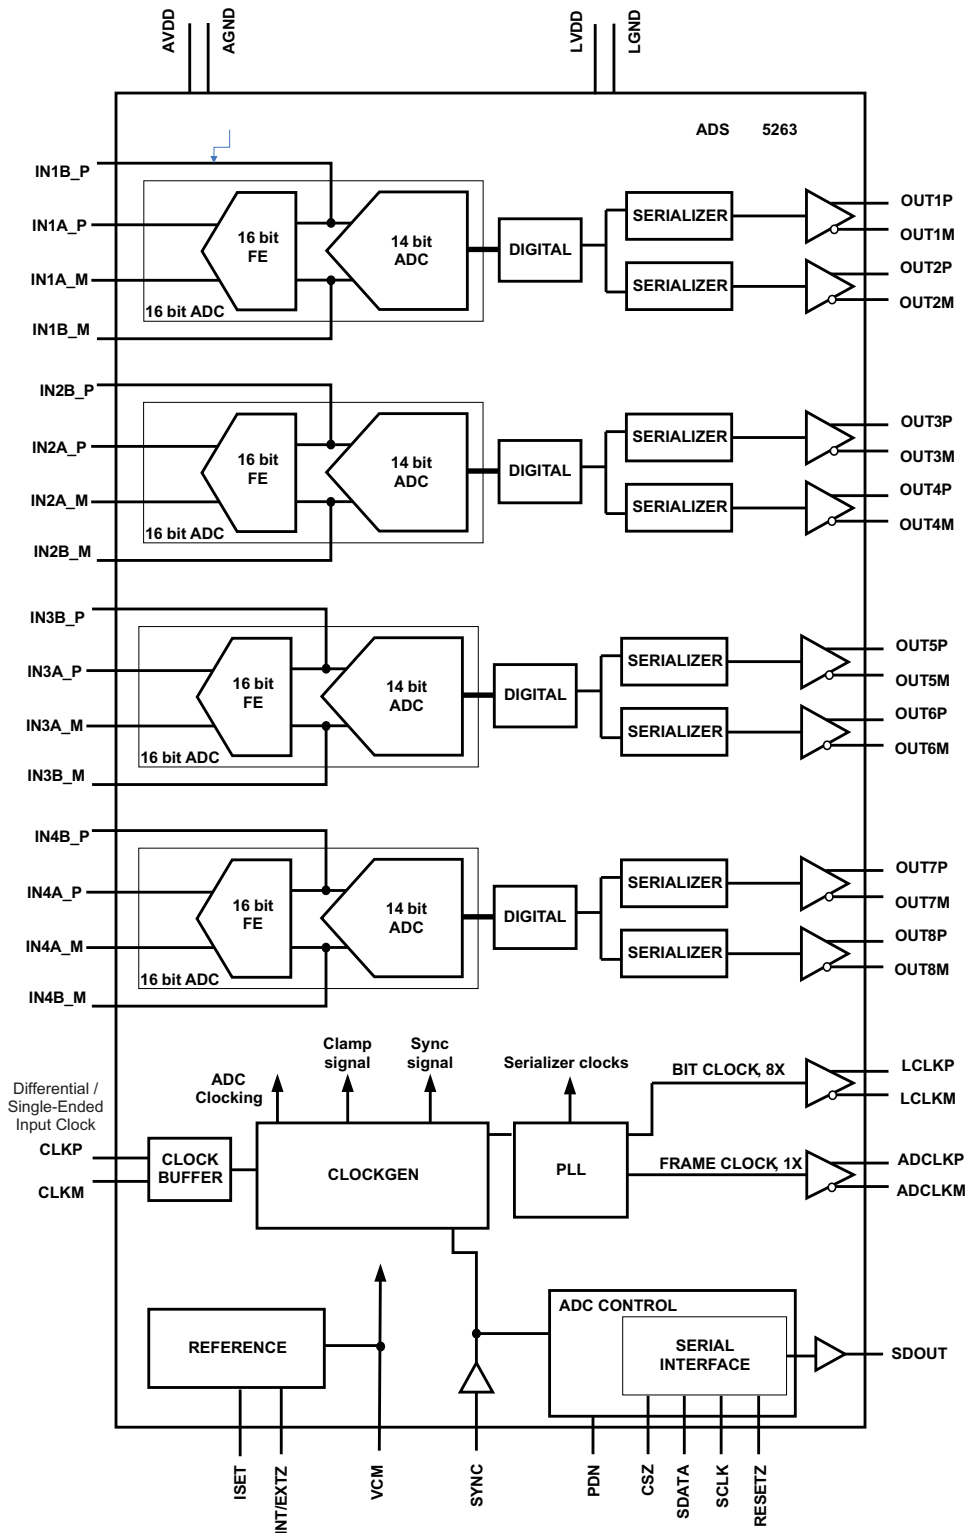 AVDD
AGND
LVDD
LGND
ADS 5263
IN1B_P
IN1A_P
IN1A_M
IN1B_M
16 bit
FE
14 bit
ADC
16 bit ADC
DIGITAL
SERIALIZER
SERIALIZER
OUT1P
OUT1M
OUT2P
OUT2M
IN2B_P
IN2A_P
IN2A_M
IN2B_M
16 bit
FE
14 bit
ADC
16 bit ADC
DIGITAL
SERIALIZER
SERIALIZER
OUT3P
OUT3M
OUT4P
OUT4M
IN3B_P
IN3A_P
IN3A_M
IN3B_M
16 bit
FE
14 bit
ADC
16 bit ADC
DIGITAL
SERIALIZER
SERIALIZER
OUT5P
OUT5M
OUT6P
OUT6M
IN4B_P
IN4A_P
IN4A_M
IN4B_M
16 bit
FE
14 bit
ADC
16 bit ADC
DIGITAL
SERIALIZER
SERIALIZER
OUT7P
OUT7M
OUT8P
OUT8M
Differential /
Single-Ended
Input Clock
CLKP
CLKM
CLOCK
BUFFER
ADC
Clocking
Clamp
signal
Sync
signal
CLOCKGEN
Serializer clocks
PLL
BIT CLOCK, 8X
FRAME CLOCK, 1X
LCLKP
LCLKM
ADCLKP
ADCLKM
REFERENCE
ADC CONTROL
SERIAL
INTERFACE
SDOUT
ISET
INT/EXTZ
VCM
SYNC
PDN
CSZ
SDATA
SCLK
RESETZ